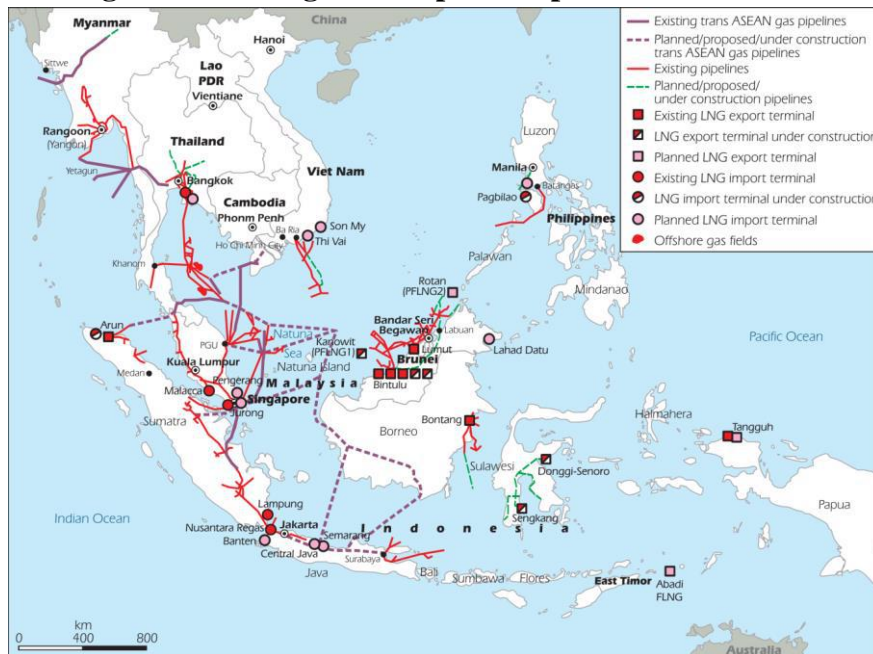 Myanmar
China
Hanoi
Sittwe
Lao
PDR
Vientiane
Rangoon
(Yangon)
Thailand
Yetagun
Bangkok
Viet Nam
Cambodia
Phonm Penh
Ba Ria
Son My
Ho Chi Minh City
Thi Vai
Khanom
Luzon
Manila
Batangas
Pagbilao
Philippines
Palawan
Mindanao
Rotan
(PFLNG2)
Bandar Seri
Begawan
Labuan
Arun
PGU
Natuna
Sea
Kanowit
(PFLNG1)
Lumut
Brunei
Lahad Datu
Natuna Island
Medan
Kuala Lumpur
Pengerang
Malaysia
Bintulu
Malacca
Singapore
Jurong
Sumatra
Borneo
Bontang
Halmahera
Tangguh
Sulawesi
Donggi-Senoro
Papua
Sengkang
Indian Ocean
Pacific Ocean
Lampung
Nusantara Regas
Jakarta
Semarang
Indonesia
Banten
Central Java
Surabaya
Java
Bali
Sumbawa
Flores
East Timor
Abadi
FLNG
Australia
km
0 400 800
Existing trans ASEAN gas pipelines
Planned/proposed/under construction
trans ASEAN gas pipelines
Existing pipelines
Planned/proposed/
under construction pipelines
Existing LNG export terminal
LNG export terminal under construction
Planned LNG export terminal
Existing LNG import terminal
LNG import terminal under construction
Planned LNG import terminal
Offshore gas fields